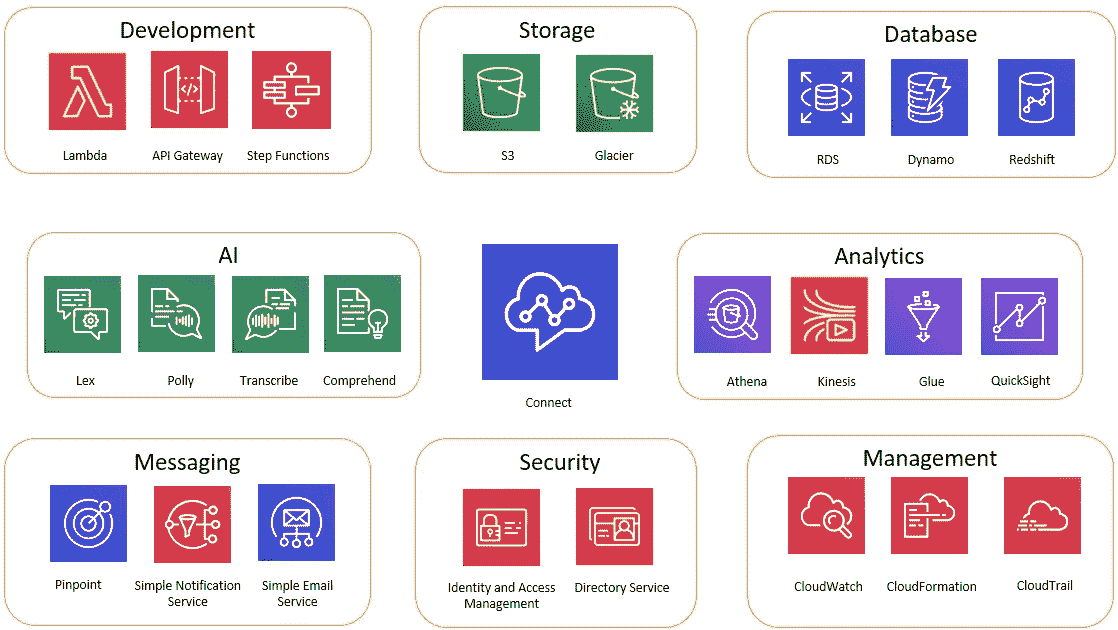 Development
Lambda
API Gateway
Step Functions
Storage
S3
Glacier
Database
RDS
Dynamo
Redshift
AI
Lex
Polly
Transcribe
Comprehend
Connect
Analytics
Athena
Kinesis
Glue
QuickSight
Messaging
Pinpoint
Simple Notification
Service
Simple Email
Service
Security
Identity and Access
Management
Directory Service
Management
CloudWatch
CloudFormation
CloudTrail